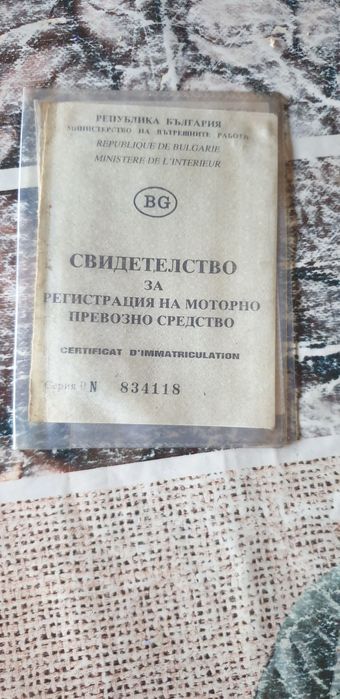 РЕПУБЛИКА БЪЛГАРИЯ
МИНИСТЕРСТВО НА ВЪТРЕШНИТЕ РАБОТИ
REPUBLIQUE DE BULGARIE
MINISTERE DE L'INTERIEUR
BG
СВИДЕТЕЛСТВО
ЗА
РЕГИСТРАЦИЯ НА МОТОРНО
ПРЕВОЗНО СРЕДСТВО
CERTIFICAT D'IMMATRICULATION
Серия N 834118